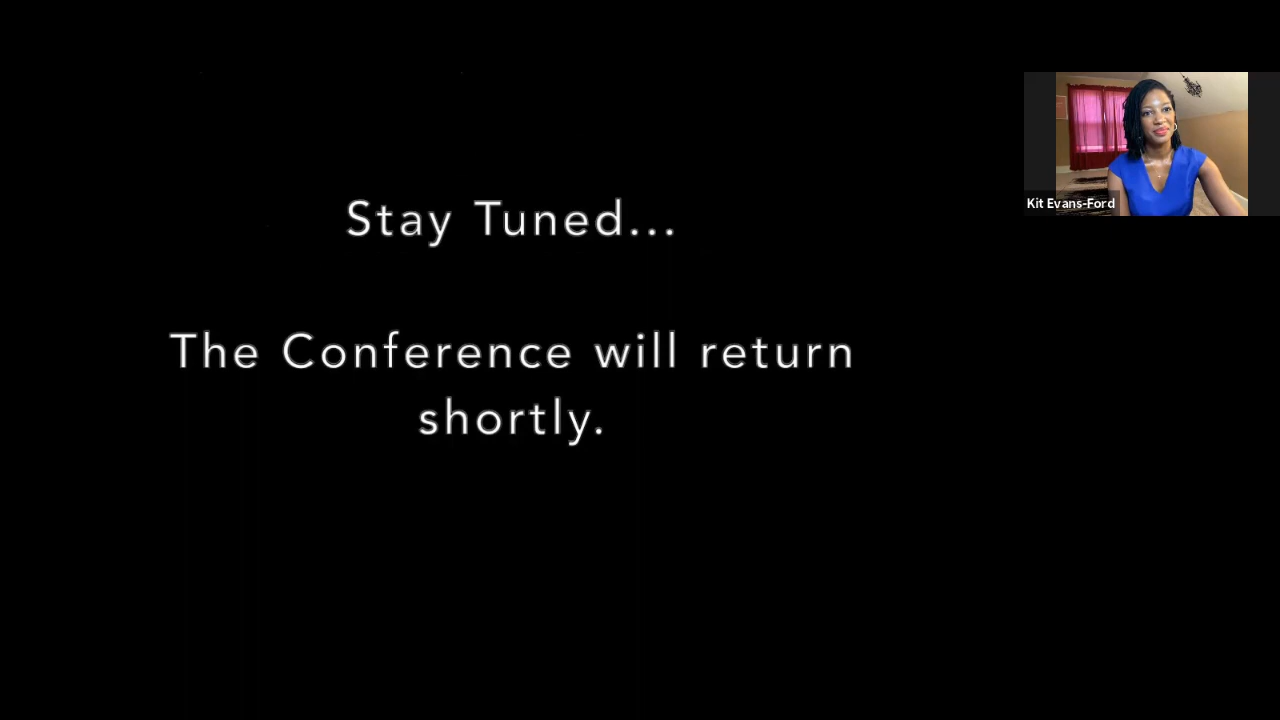 Stay Tuned...
The Conference will return
shortly.
Kit Evans-Ford